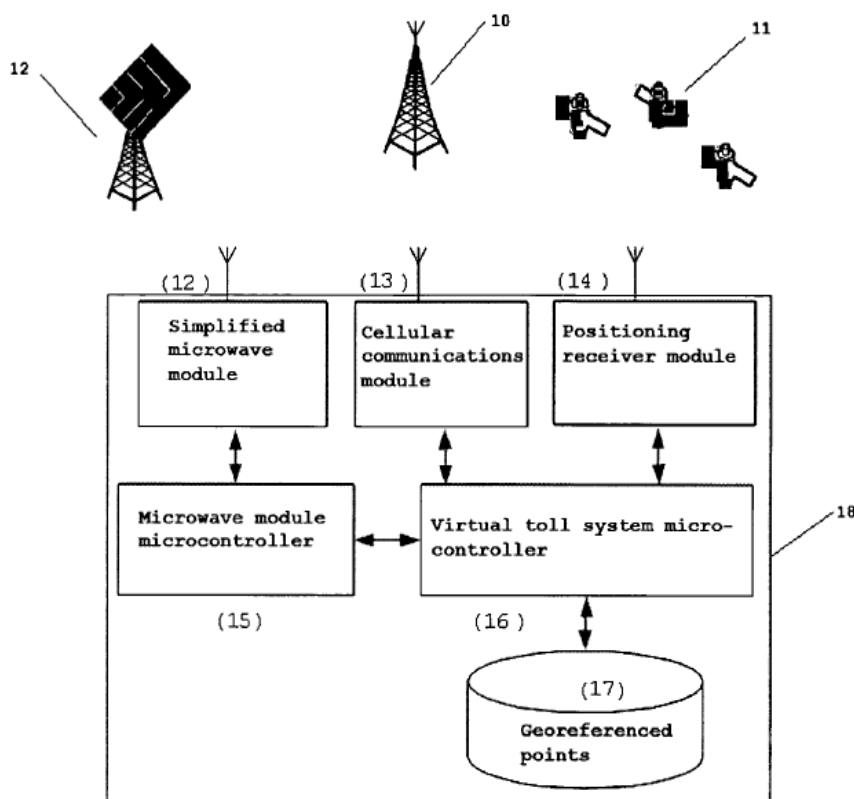 12
10
11
(12 )
(13 )
(14 )
Simplified
microwave
module
Cellular
communications
module
Positioning
receiver module
Microwave module
microcontroller
Virtual toll system micro-
controller
18
(15)
(16 )
(17)
Georeferenced
points